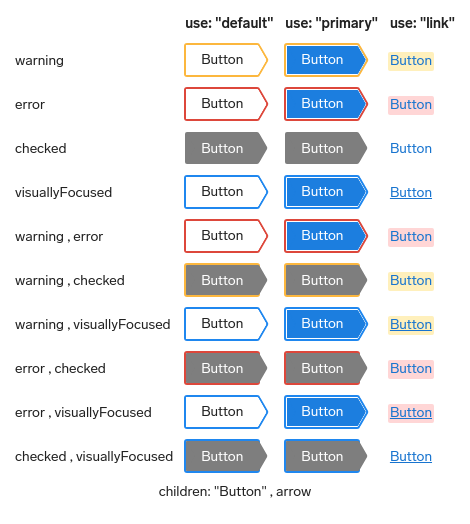 use: "default" use: "primary" use: "link"
warning Button Button Button
error Button Button Button
checked Button Button Button
visuallyFocused Button Button Button
warning , error Button Button Button
warning , checked Button Button Button
warning , visuallyFocused Button Button Button
error , checked Button Button Button
error , visuallyFocused Button Button Button
checked , visuallyFocused Button Button Button
children: "Button" , arrow